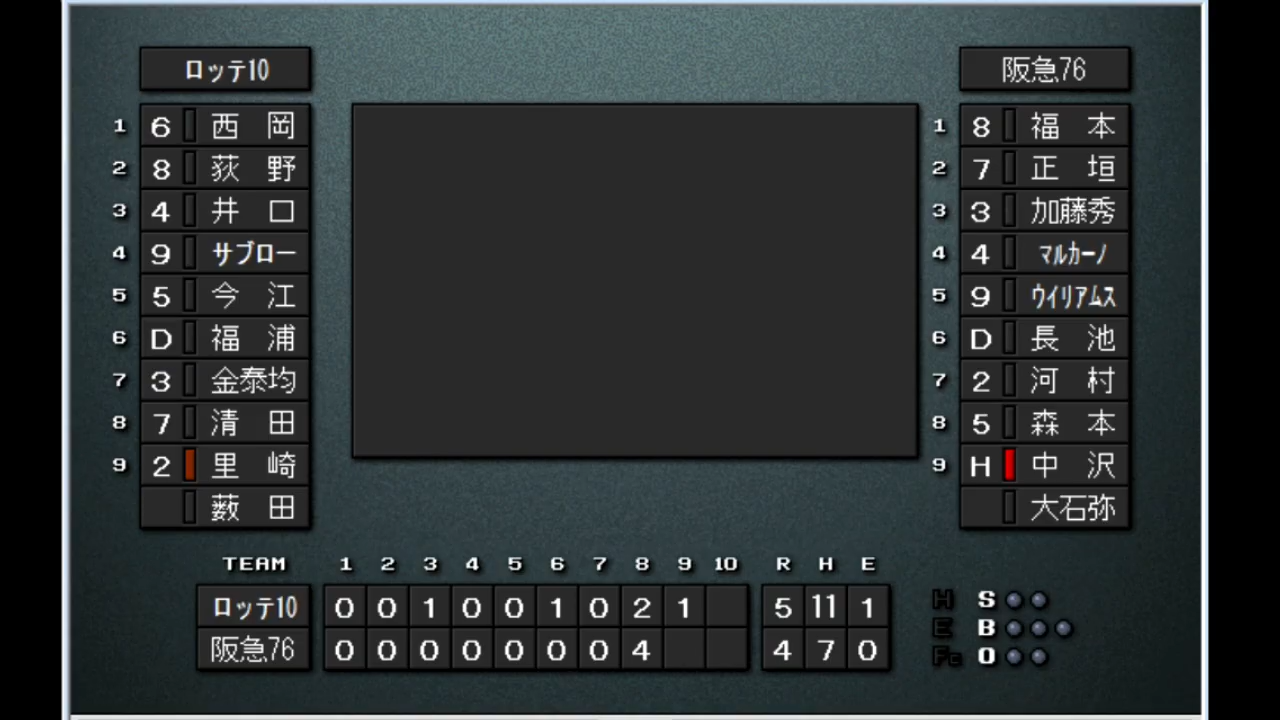 ロッテ10
1 6 西 岡
2 8 荻 野
3 4 井 口
4 9 サブロー
5 5 今 江
6 D 福 浦
7 3 金泰均
8 7 清 田
9 2 里 崎
薮 田
阪急76
1 8 福 本
2 7 正 垣
3 3 加藤秀
4 4 マルカーノ
5 9 ウイリアムス
6 D 長 池
7 2 河 村
8 5 森 本
9 H 中 沢
大石弥
TEAM 1 2 3 4 5 6 7 8 9 10 R H E
ロッテ10 0 0 1 0 0 1 0 2 1 5 11 1
阪急76 0 0 0 0 0 0 0 4 4 7 0
H S
E B
Fc O